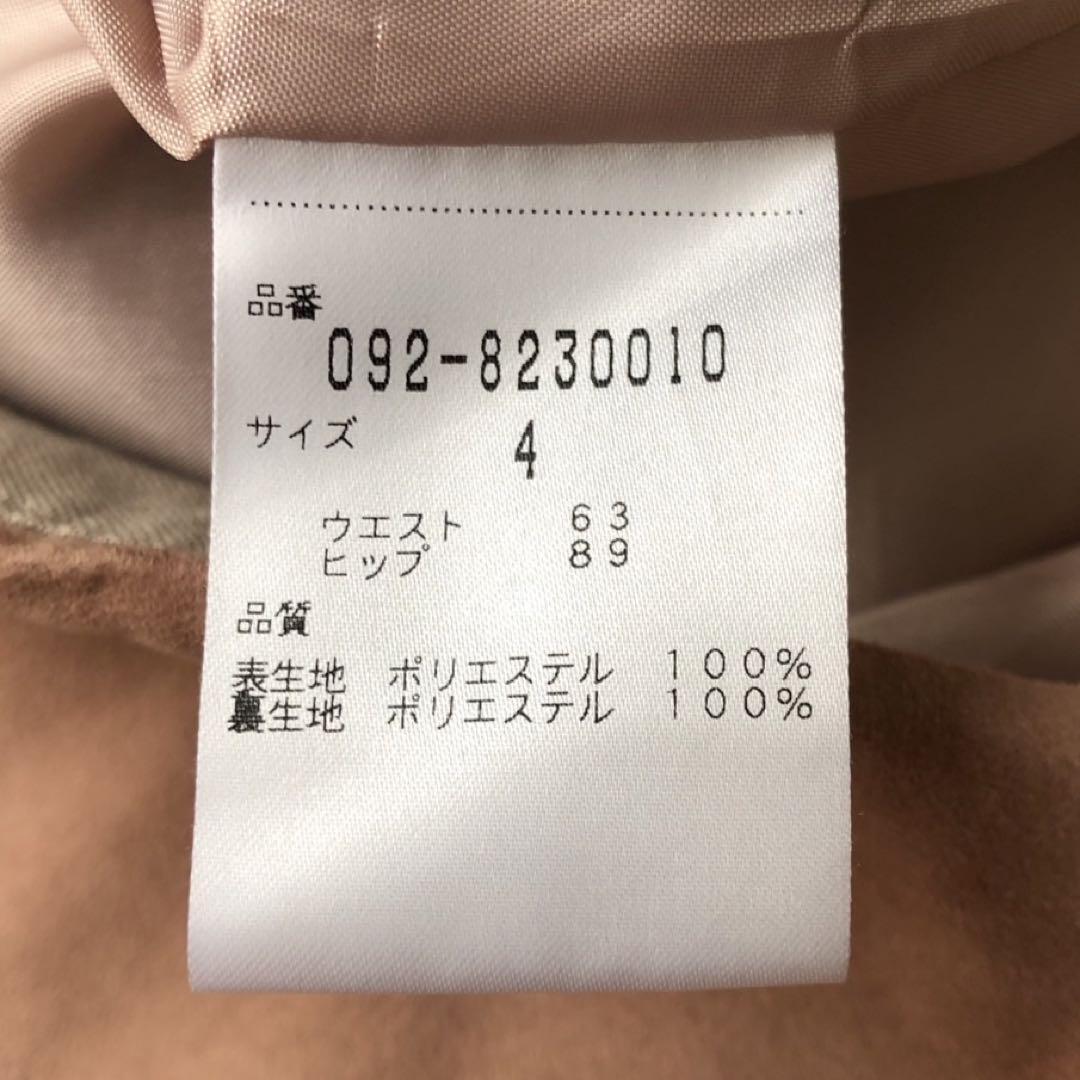 品番
092-8230010
サイズ 4
ウエスト 63
ヒップ 89
品質
表生地 ポリエステル 100%
裏生地 ポリエステル 100%